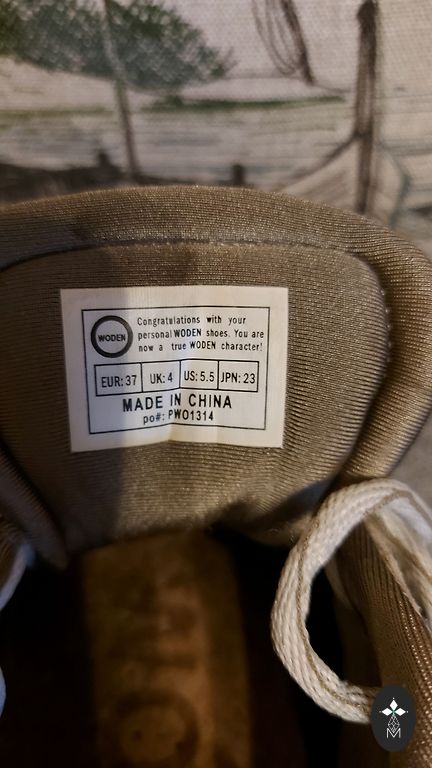 WODEN
Congratulations with your
personal WODEN shoes. You are
now a true WODEN character!
EUR: 37 UK: 4 US: 5.5 JPN: 23
MADE IN CHINA
po#: PWO1314
M